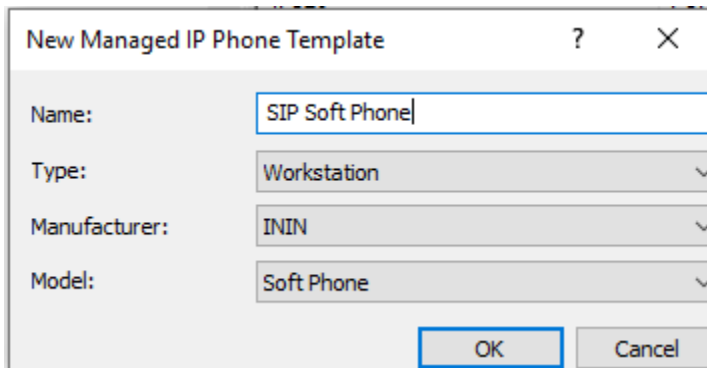 New Managed IP Phone Template ?
Name: SIP Soft Phone
Type: Workstation
Manufacturer: ININ
Model: Soft Phone
OK Cancel